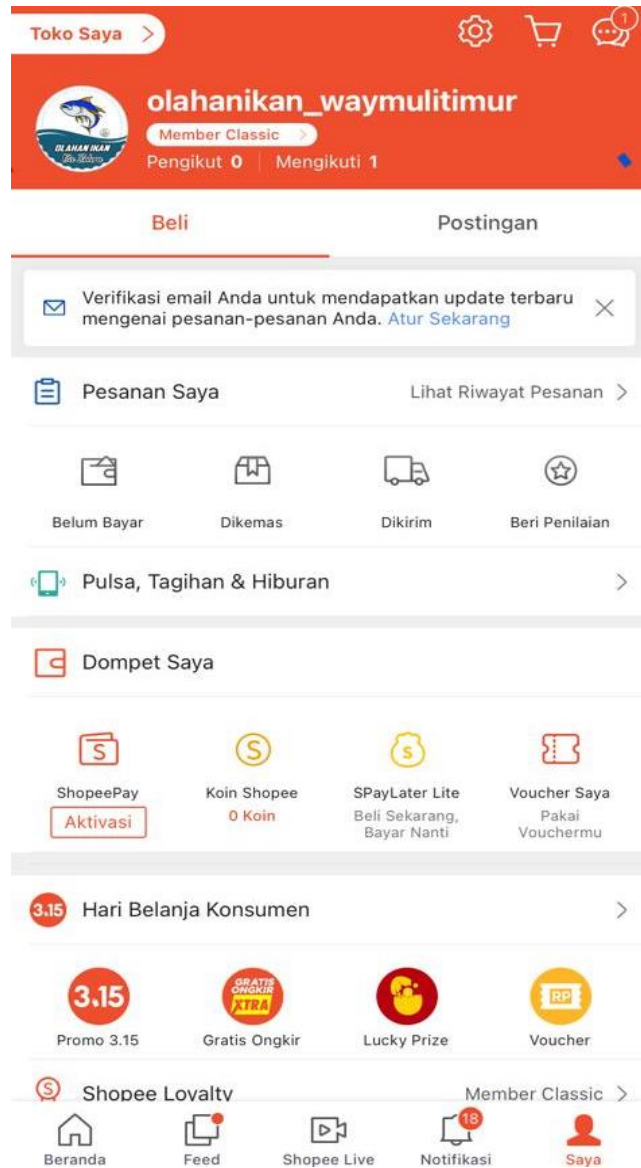 Toko Saya >
1
olahanikan_waymulitimur
OLAHAN IKAN
Member Classic >
Pengikut 0 | Mengikuti 1
Beli
Postingan
Verifikasi email Anda untuk mendapatkan update terbaru
mengenai pesanan-pesanan Anda. Atur Sekarang
Pesanan Saya
Lihat Riwayat Pesanan >
Belum Bayar
Dikemas
Dikirim
Beri Penilaian
Pulsa, Tagihan & Hiburan
Dompet Saya
ShopeePay
Koin Shopee
SPayLater Lite
Voucher Saya
Aktivasi
0 Koin
Beli Sekarang,
Bayar Nanti
Pakai
Vouchermu
3.15 Hari Belanja Konsumen
3.15
GRATIS
ONGKIR
XTRA
RP
Promo 3.15
Gratis Ongkir
Lucky Prize
Voucher
Shopee Loyalty
Member Classic >
18
Beranda
Feed
Shopee Live
Notifikasi
Saya